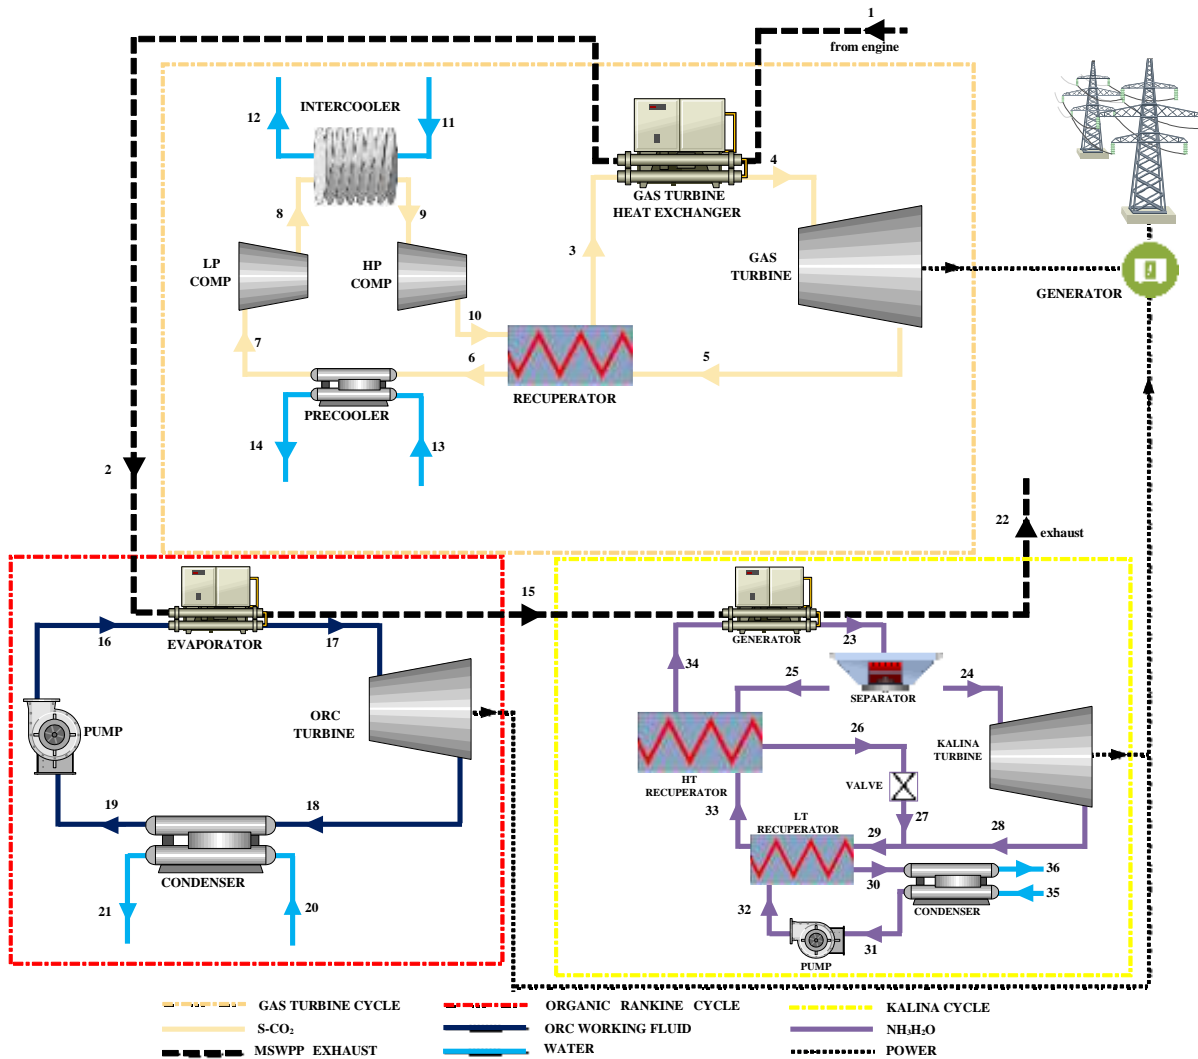 1
from engine
INTERCOOLER
12
11
4
GAS TURBINE
HEAT EXCHANGER
8
9
3
LP
COMP
HP
COMP
GAS
TURBINE
GENERATOR
10
7
6
5
RECUPERATOR
PRECOOLER
14
13
2
22
exhaust
15
16
EVAPORATOR
17
GENERATOR
23
34
25
24
SEPARATOR
PUMP
ORC
TURBINE
26
KALINA
TURBINE
HT
RECUPERATOR
VALVE
19
18
33
LT
RECUPERATOR
27
29
28
CONDENSER
30
36
35
CONDENSER
21
20
32
31
PUMP
GAS TURBINE CYCLE
ORGANIC RANKINE CYCLE
KALINA CYCLE
S-CO₂
ORC WORKING FLUID
NH₃H₂O
MSWPP EXHAUST
WATER
POWER